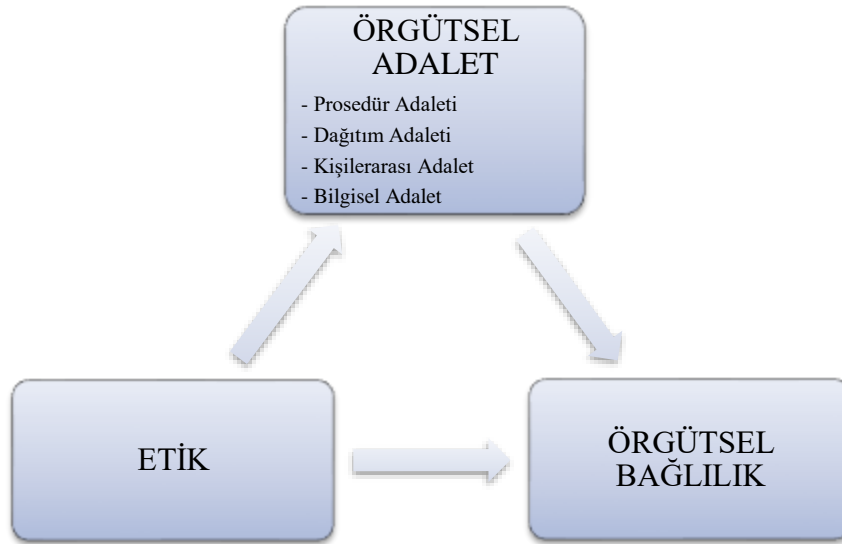 ÖRGÜTSEL
ADALET
- Prosedür Adaleti
- Dağıtım Adaleti
- Kişilerarası Adalet
- Bilgisel Adalet
ETİK
ÖRGÜTSEL
BAĞLILIK